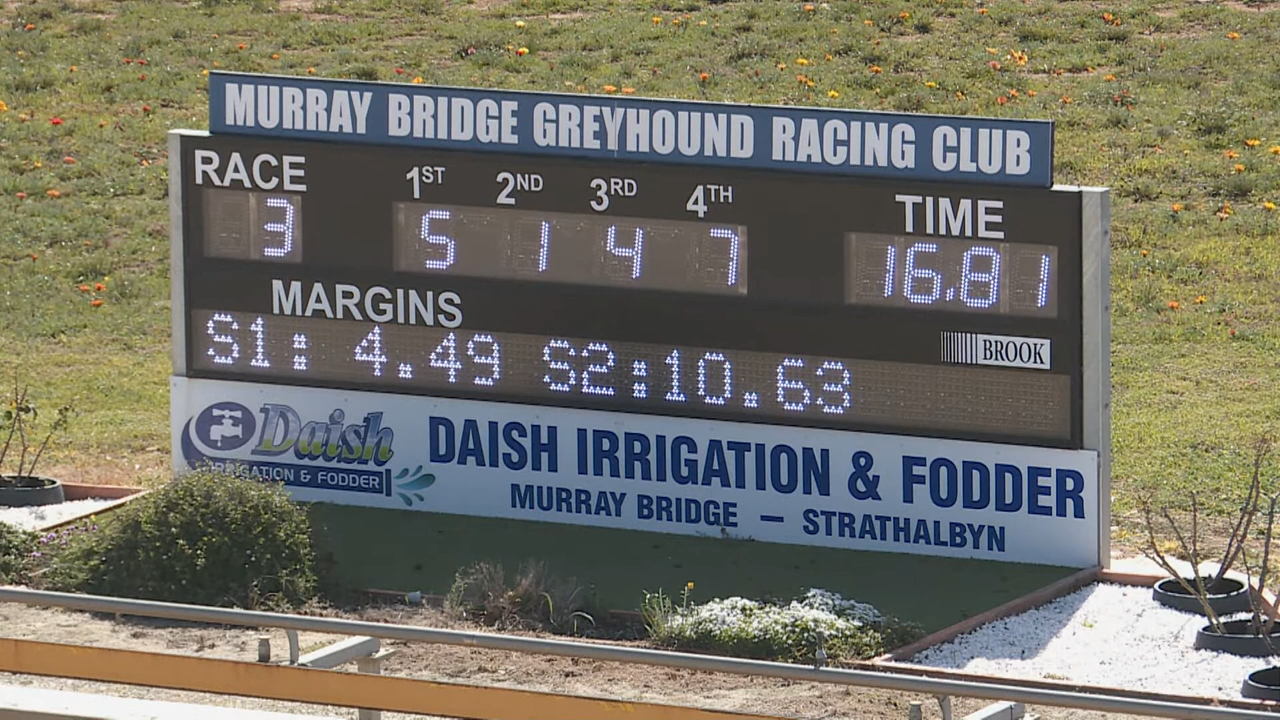 MURRAY BRIDGE GREYHOUND RACING CLUB
RACE 1ST 2ND 3RD 4TH TIME
3 5 1 4 7 16.81
MARGINS
BROOK
S1: 4.49 S2:10.63
Daish
IRRIGATION & FODDER
DAISH IRRIGATION & FODDER
MURRAY BRIDGE – STRATHALBYN